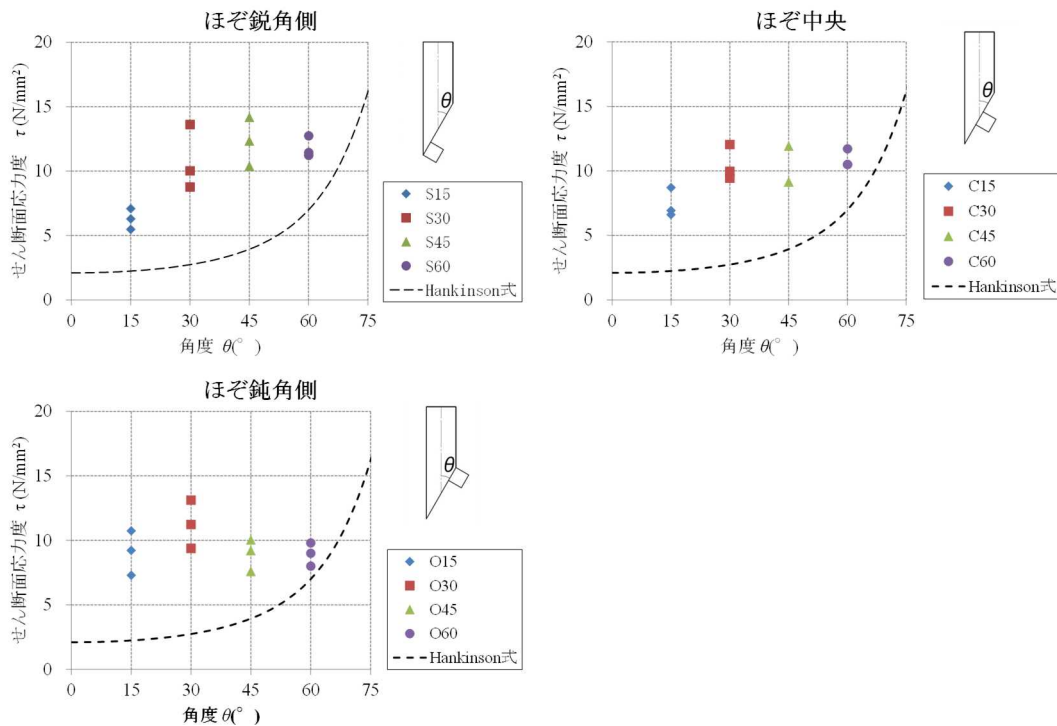 ほぞ鋭角側
せん断面応力度 τ (N/mm²)
20
15
10
5
0
0 15 30 45 60 75
角度 θ(°)
θ
S15
S30
S45
S60
Hankinson式
ほぞ中央
せん断面応力度 τ (N/mm²)
20
15
10
5
0
0 15 30 45 60 75
角度 θ(°)
θ
C15
C30
C45
C60
Hankinson式
ほぞ鈍角側
せん断面応力度 τ (N/mm²)
20
15
10
5
0
0 15 30 45 60 75
角度 θ(°)
θ
O15
O30
O45
O60
Hankinson式